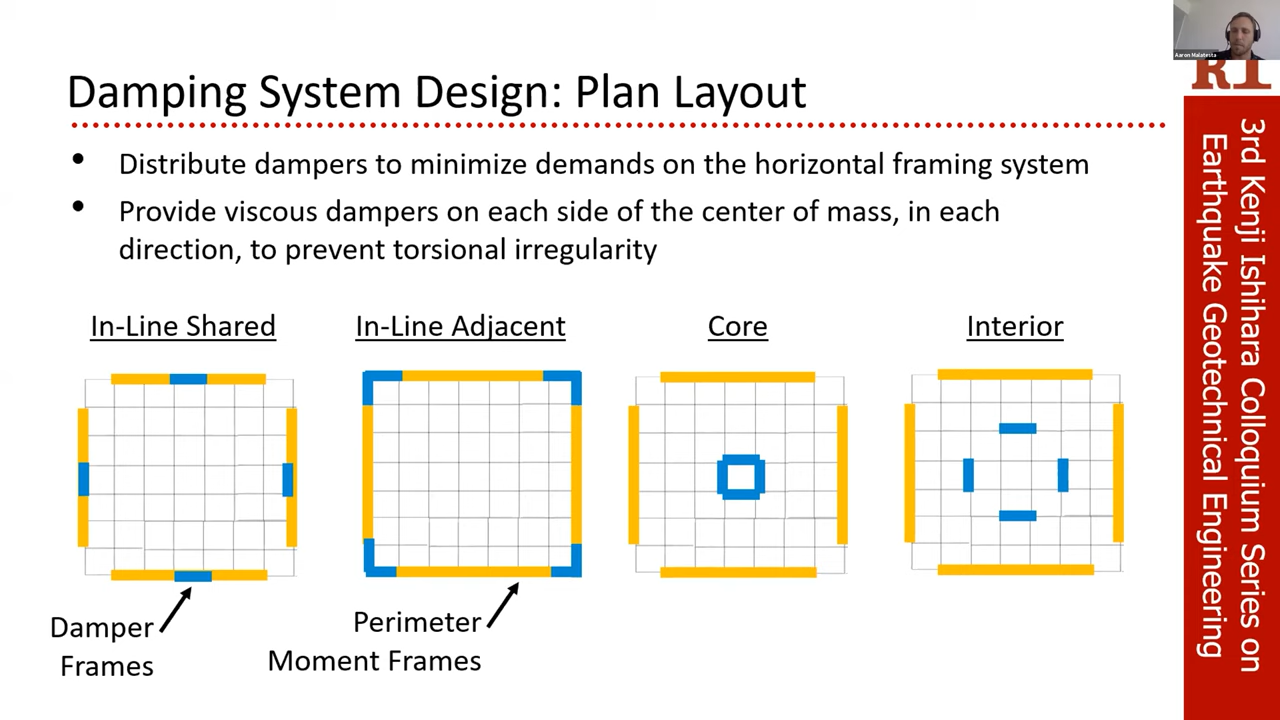 Aaron Malatesta
Damping System Design: Plan Layout
• Distribute dampers to minimize demands on the horizontal framing system
• Provide viscous dampers on each side of the center of mass, in each
direction, to prevent torsional irregularity
In-Line Shared
In-Line Adjacent
Core
Interior
Damper
Frames
Perimeter
Moment Frames
3rd Kenji Ishihara Colloquium Series on
Earthquake Geotechnical Engineering